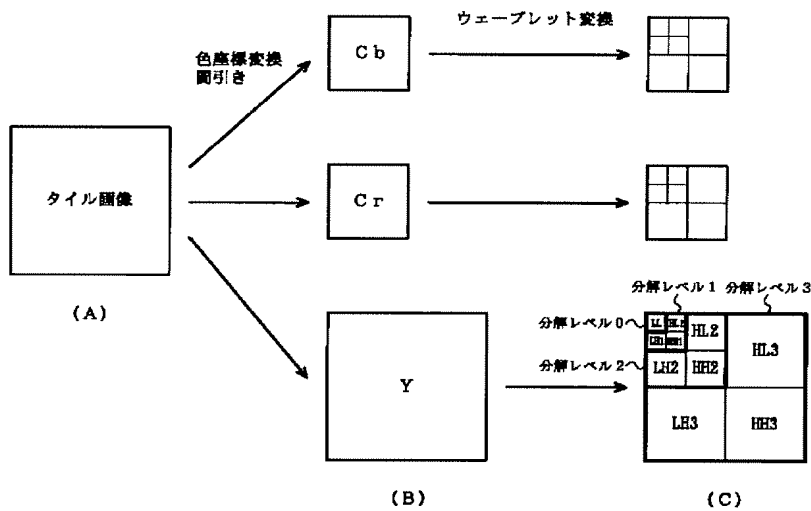 ウェーブレット変換
色座標変換
間引き
Cb
タイル画像
Cr
(A)
分解レベル1
分解レベル3
分解レベル0
LL
HL2
HL3
LH1
分解レベル2
LH2
HH2
Y
LH3
HH3
(B)
(C)